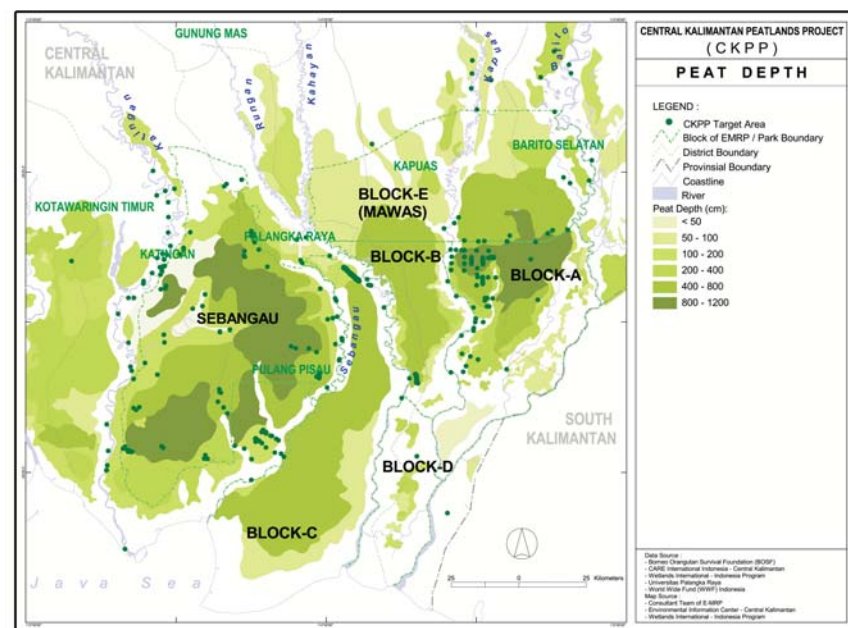 CENTRAL KALIMANTAN PEATLANDS PROJECT
( C K P P )
P E A T   D E P T H
LEGEND :
CKPP Target Area
Block of EMRP / Park Boundary
District Boundary
Provinsial Boundary
Coastline
River
Peat Depth (cm):
< 50
50 - 100
100 - 200
200 - 400
400 - 800
800 - 1200
Data Source :
- Borneo Orangutan Survival Foundation (BOSF)
- CARE International Indonesia - Central Kalimantan
- Wetlands International - Indonesia Program
- Universitas Palangka Raya
- World Wide Fund (WWF) Indonesia
Map Source :
- Consultant Team of E-MRP
- Environmental Information Center - Central Kalimantan
- Wetlands International - Indonesia Program
GUNUNG MAS
CENTRAL
KALIMANTAN
Katingan
Rungan
Kahayan
Kapuas
Barito
BARITO SELATAN
KAPUAS
BLOCK-E
(MAWAS)
KOTAWARINGIN TIMUR
PALANGKA RAYA
KATINGAN
BLOCK-B
BLOCK-A
SEBANGAU
Sebangau
PULANG PISAU
SOUTH
KALIMANTAN
BLOCK-D
BLOCK-C
Java Sea
25 0 25 Kilometers